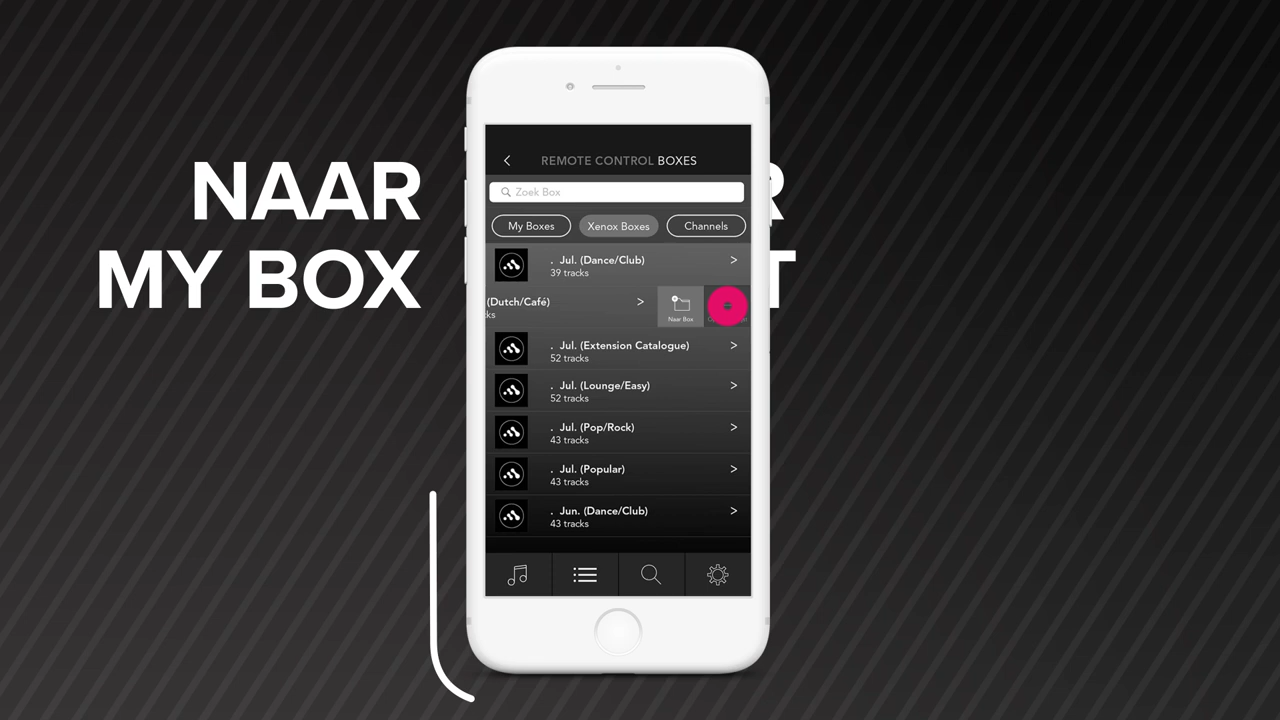 NAAR
MY BOX
REMOTE CONTROL BOXES
Zoek Box
My Boxes
Xenox Boxes
Channels
. Jul. (Dance/Club) >
39 tracks
(Dutch/Café) >
Naar Box
. Jul. (Extension Catalogue) >
52 tracks
. Jul. (Lounge/Easy) >
52 tracks
. Jul. (Pop/Rock) >
43 tracks
. Jul. (Popular) >
43 tracks
. Jun. (Dance/Club) >
43 tracks